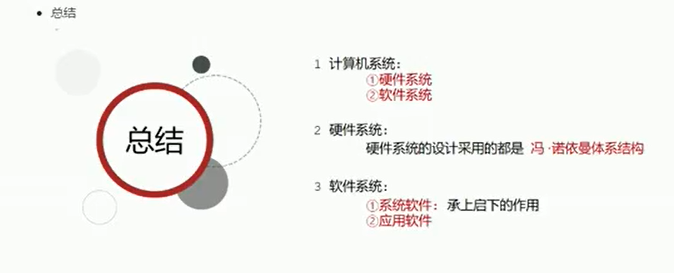 • 总结
总结
1 计算机系统：
①硬件系统
②软件系统
2 硬件系统：
硬件系统的设计采用的都是 冯·诺依曼体系结构
3 软件系统：
①系统软件：承上启下的作用
②应用软件